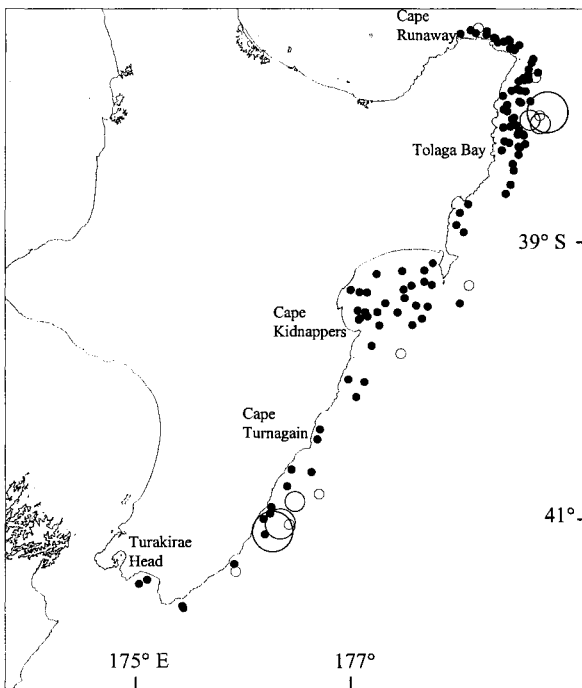 Cape
Runaway
Tolaga Bay
39° S
Cape
Kidnappers
Cape
Turnagain
41°
Turakirae
Head
175° E
177°